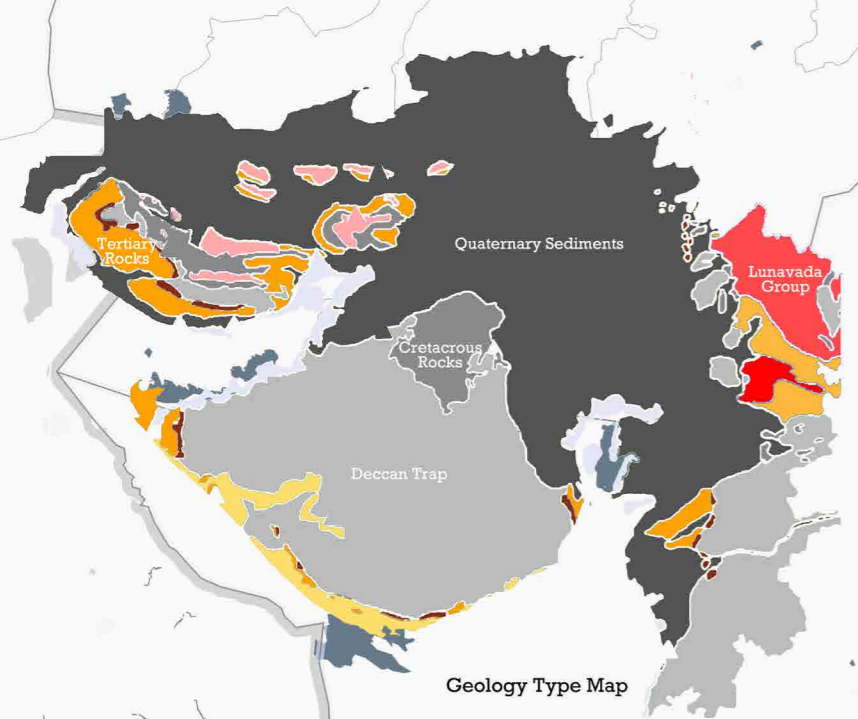 Tertiary
Rocks
Quaternary Sediments
Lunavada
Group
Cretacrous
Rocks
Deccan Trap
Geology Type Map